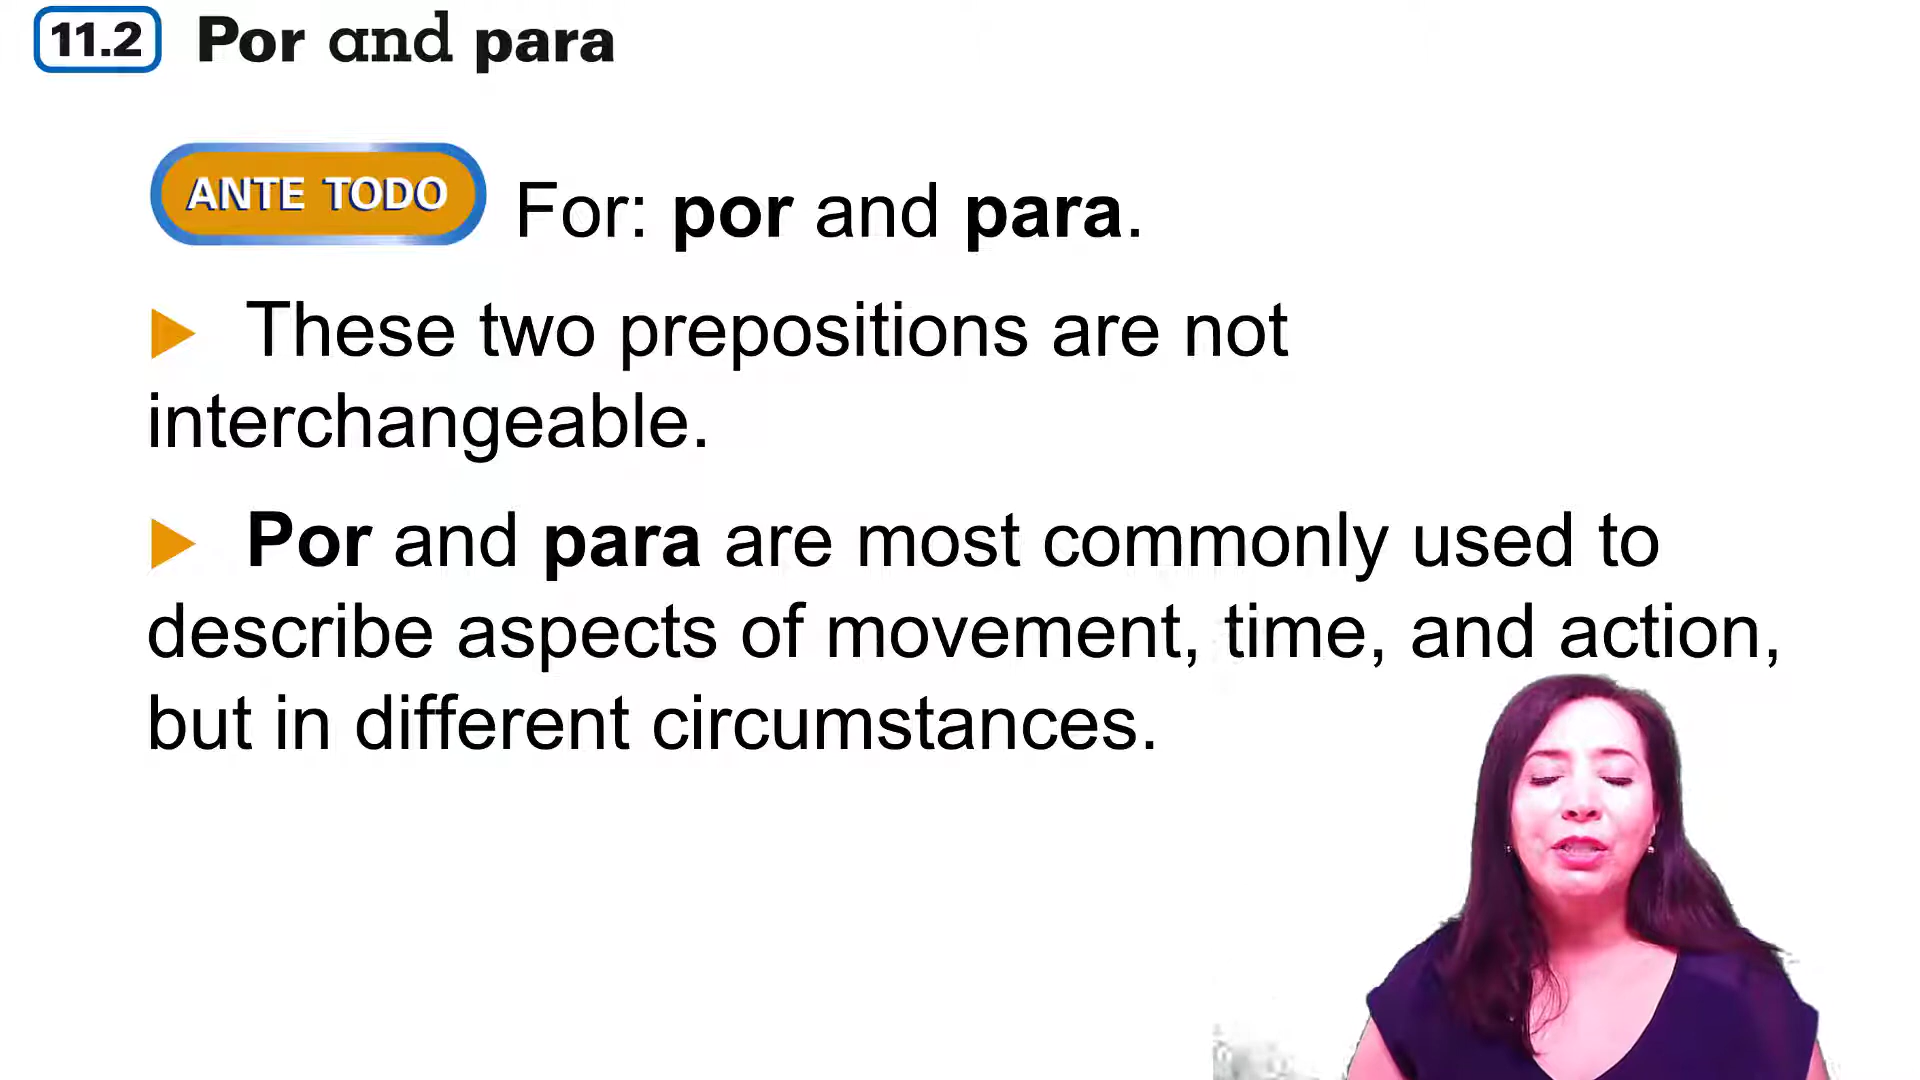 11.2 Por and para
ANTE TODO For: por and para.
These two prepositions are not
interchangeable.
Por and para are most commonly used to
describe aspects of movement, time, and action,
but in different circumstances.